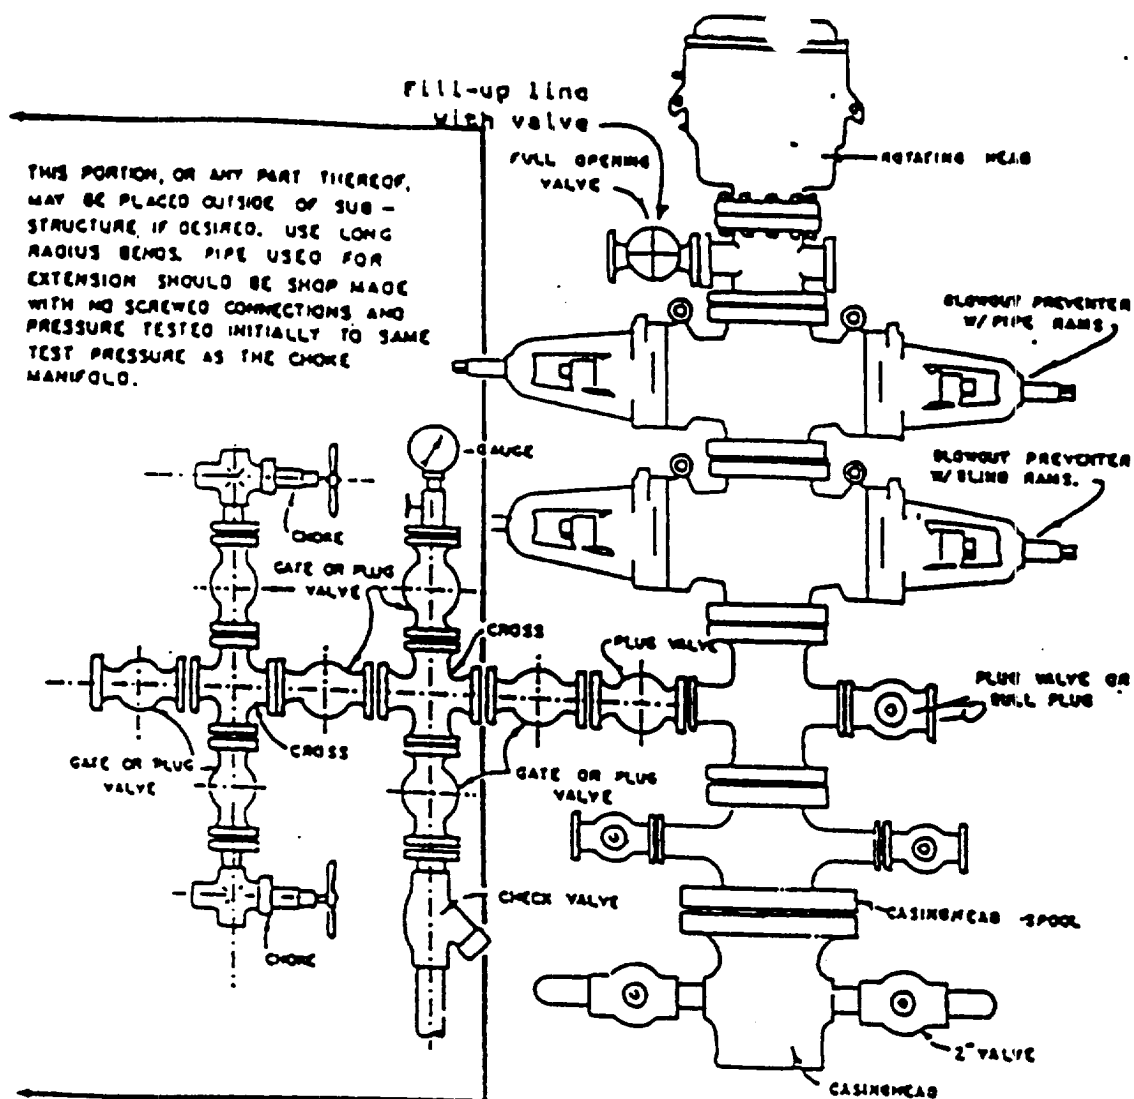 Fill-up line
with valve
FULL OPENING
VALVE
ROTATING HEAD
THIS PORTION, OR ANY PART THEREOF,
MAY BE PLACED OUTSIDE OF SUB-
STRUCTURE, IF DESIRED. USE LONG
RADIUS BENDS. PIPE USED FOR
EXTENSION SHOULD BE SHOP MADE
WITH NO SCREWED CONNECTIONS AND
PRESSURE TESTED INITIALLY TO SAME
TEST PRESSURE AS THE CHOKE
MANIFOLD.
BLOWOUT PREVENTER
W/ PIPE RAMS.
GAUGE
BLOWOUT PREVENTER
W/ BLIND RAMS.
CHOKE
GATE OR PLUG
VALVE
CROSS
PLUG VALVE
PLUG VALVE OR
BULL PLUG
CROSS
GATE OR PLUG
VALVE
GATE OR PLUG
VALVE
CHECK VALVE
CASINGHEAD SPOOL
CHOKE
2" VALVE
CASINGHEAD